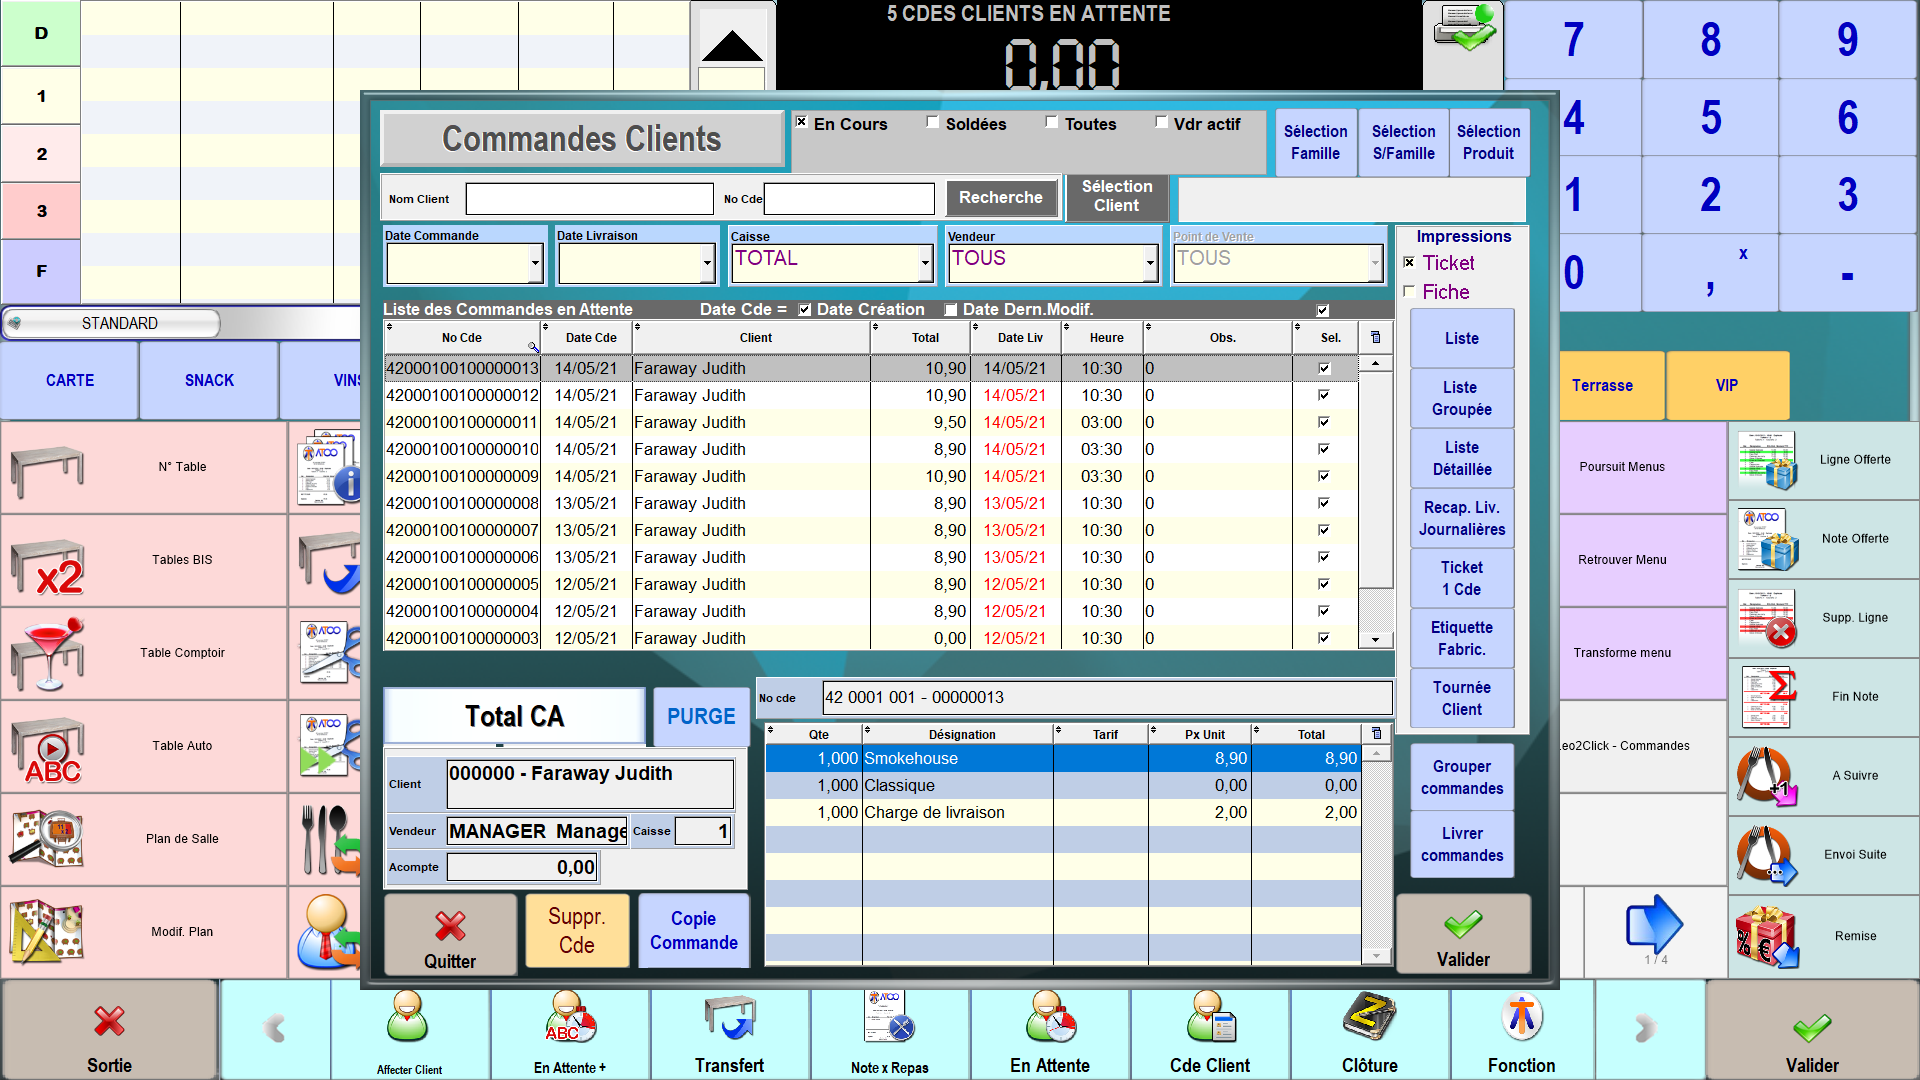 5 CDES CLIENTS EN ATTENTE
0,00
D
1
2
3
F
7 8 9
4 5 6
1 2 3
0 , x -
STANDARD
CARTE
SNACK
VINS
Terrasse
VIP
N° Table
Tables BIS
x2
Table Comptoir
Table Auto
ABC
Plan de Salle
Modif. Plan
Commandes Clients
En Cours
Soldées
Toutes
Vdr actif
Sélection Famille
Sélection S/Famille
Sélection Produit
Nom Client
No Cde
Recherche
Sélection Client
Date Commande
Date Livraison
Caisse
TOTAL
Vendeur
TOUS
Point de Vente
TOUS
Impressions
Ticket
Fiche
Liste des Commandes en Attente
Date Cde =
Date Création
Date Dern.Modif.
No Cde Date Cde Client Total Date Liv Heure Obs. Sel.
42000100100000013 14/05/21 Faraway Judith 10,90 14/05/21 10:30 0
42000100100000012 14/05/21 Faraway Judith 10,90 14/05/21 10:30 0
42000100100000011 14/05/21 Faraway Judith 9,50 14/05/21 03:00 0
42000100100000010 14/05/21 Faraway Judith 8,90 14/05/21 03:30 0
42000100100000009 14/05/21 Faraway Judith 10,90 14/05/21 03:30 0
42000100100000008 13/05/21 Faraway Judith 8,90 13/05/21 10:30 0
42000100100000007 13/05/21 Faraway Judith 8,90 13/05/21 10:30 0
42000100100000006 13/05/21 Faraway Judith 8,90 13/05/21 10:30 0
42000100100000005 12/05/21 Faraway Judith 8,90 12/05/21 10:30 0
42000100100000004 12/05/21 Faraway Judith 8,90 12/05/21 10:30 0
42000100100000003 12/05/21 Faraway Judith 0,00 12/05/21 10:30 0
Liste
Liste Groupée
Liste Détaillée
Recap. Liv. Journalières
Ticket 1 Cde
Etiquette Fabric.
Tournée Client
Grouper commandes
Livrer commandes
Total CA
PURGE
No cde
42 0001 001 - 00000013
Qte Désignation Tarif Px Unit Total
1,000 Smokehouse 8,90 8,90
1,000 Classique 0,00 0,00
1,000 Charge de livraison 2,00 2,00
Client
000000 - Faraway Judith
Vendeur
MANAGER Manage
Caisse
1
Acompte
0,00
Quitter
Suppr. Cde
Copie Commande
Valider
Poursuit Menus
Retrouver Menu
Transforme menu
Leo2Click - Commandes
1 / 4
Ligne Offerte
Note Offerte
Supp. Ligne
Fin Note
A Suivre
+1
Envoi Suite
Remise
% €
Sortie
Affecter Client
ABC
En Attente +
Transfert
ATOO
Note x Repas
En Attente
Cde Client
Z
Clôture
Fonction
Valider